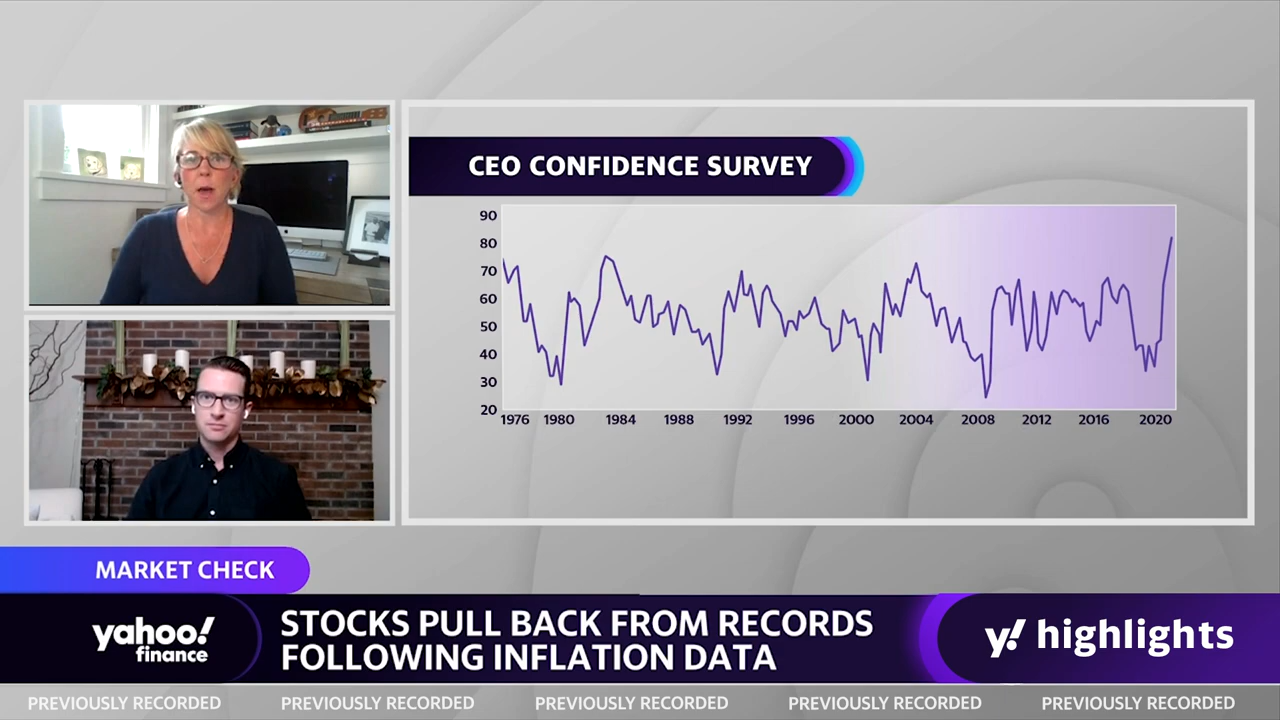 CEO CONFIDENCE SURVEY
90
80
70
60
50
40
30
20
1976 1980 1984 1988 1992 1996 2000 2004 2008 2012 2016 2020
MARKET CHECK
yahoo!
finance
STOCKS PULL BACK FROM RECORDS
FOLLOWING INFLATION DATA
y! highlights
PREVIOUSLY RECORDED PREVIOUSLY RECORDED PREVIOUSLY RECORDED PREVIOUSLY RECORDED PREVIOUSLY RECORDED